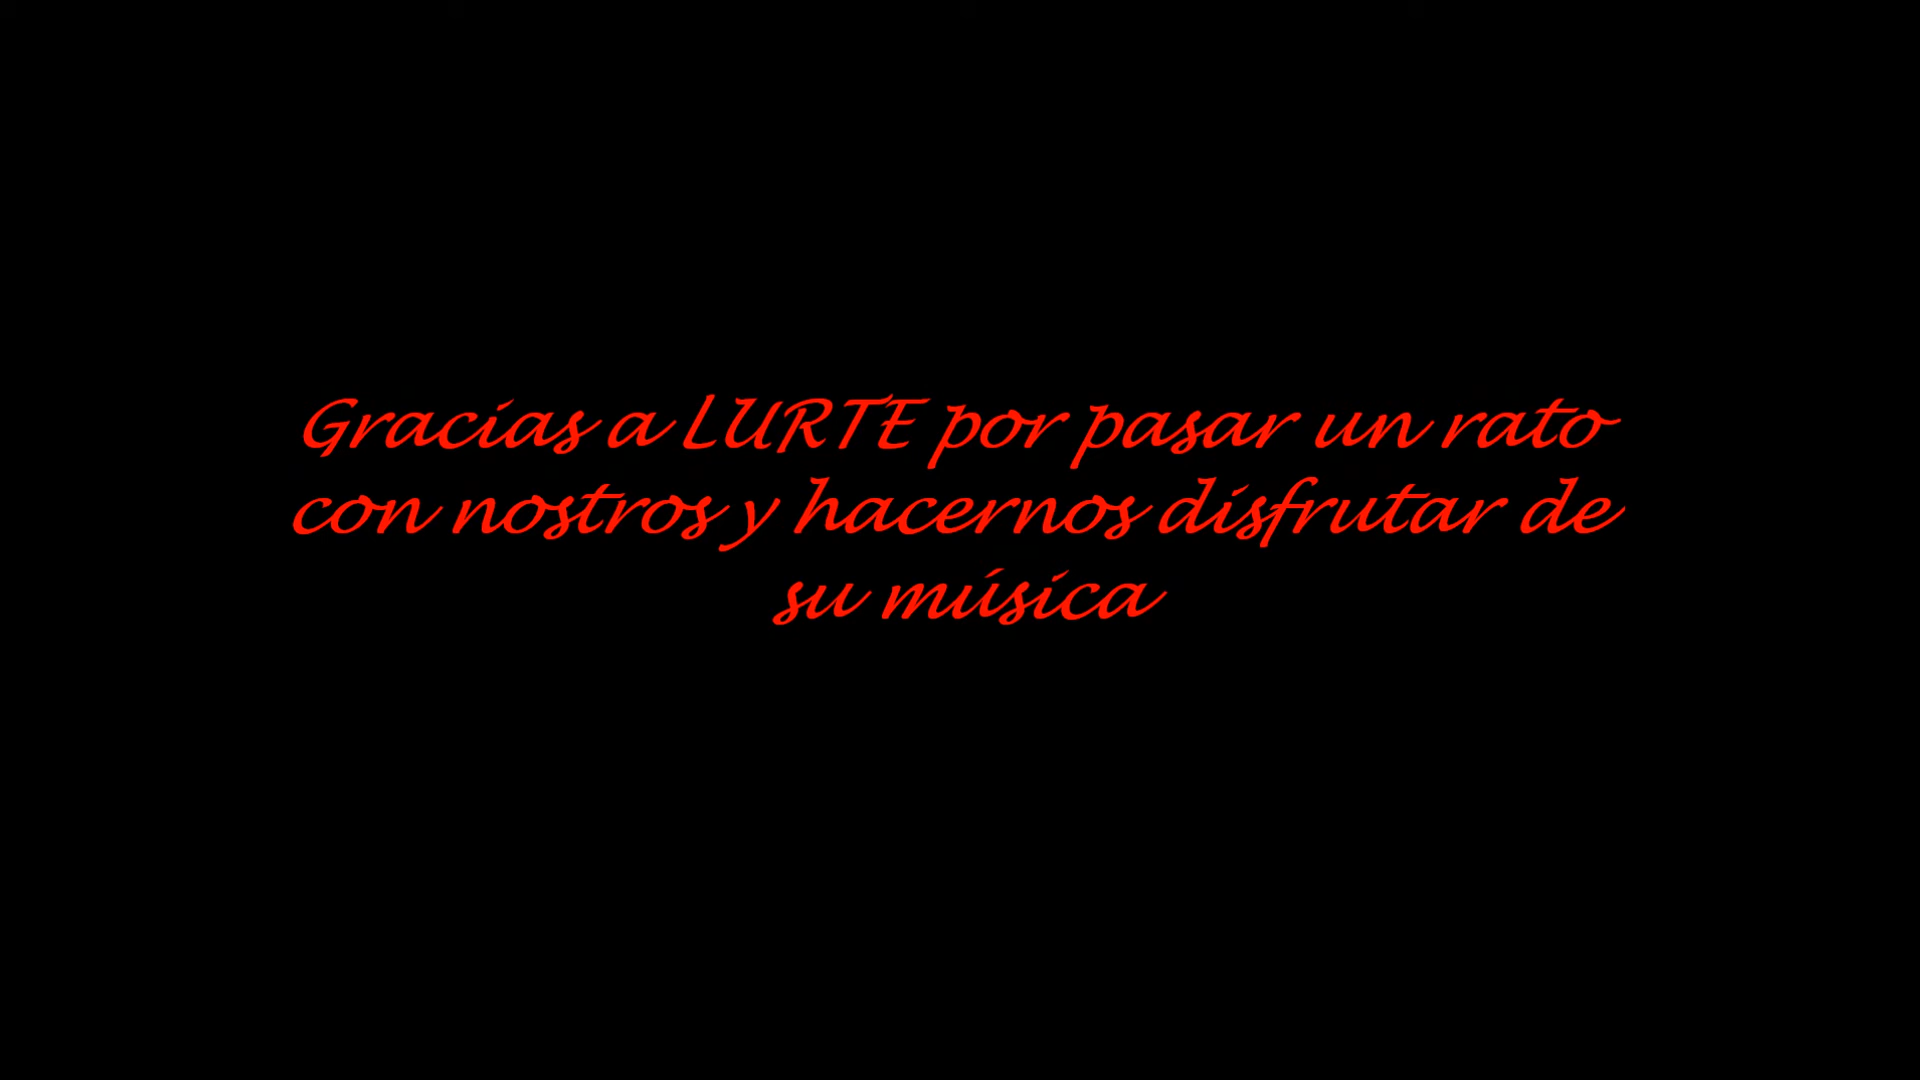 Gracias a LURTE por pasar un rato
con nostros y hacernos disfrutar de
su música